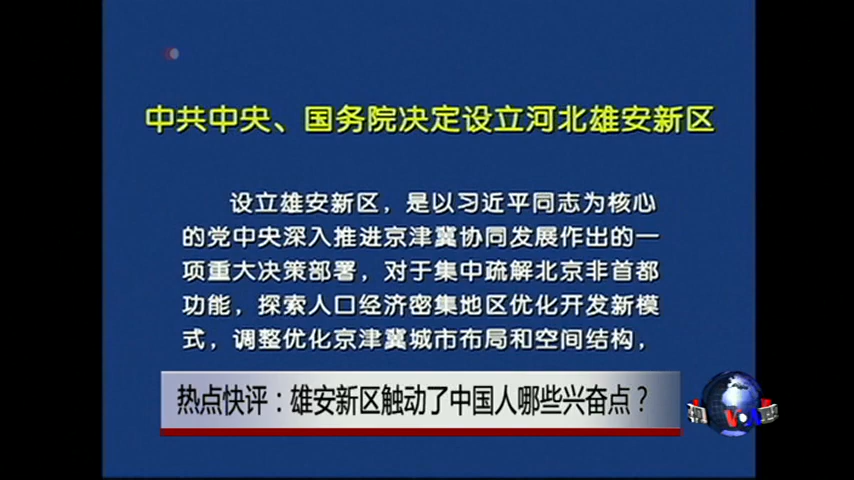 中共中央、国务院决定设立河北雄安新区
设立雄安新区，是以习近平同志为核心
的党中央深入推进京津冀协同发展作出的一
项重大决策部署，对于集中疏解北京非首都
功能，探索人口经济密集地区优化开发新模
式，调整优化京津冀城市布局和空间结构，
热点快评：雄安新区触动了中国人哪些兴奋点？
VOA